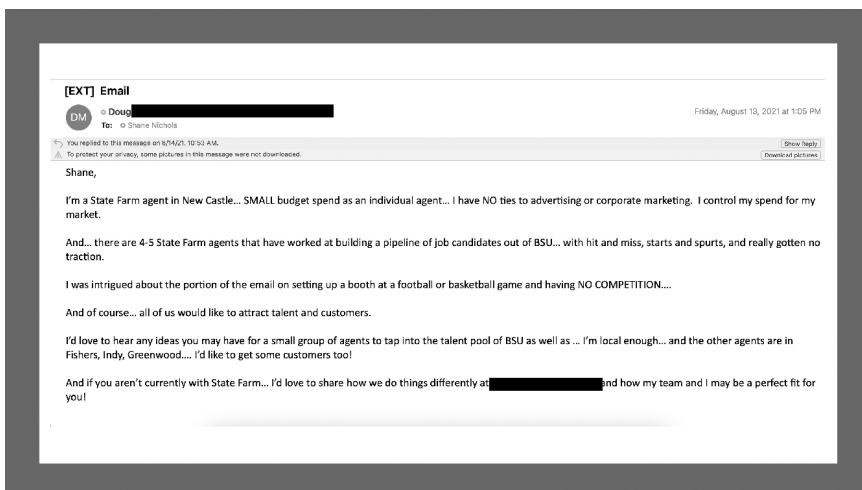 [EXT] Email
DM
Doug
Friday, August 13, 2021 at 1:05 PM
To: Shane Nichols
You replied to this message on 8/14/21, 10:53 AM.
Show Reply
To protect your privacy, some pictures in this message were not downloaded.
Download pictures
Shane,
I'm a State Farm agent in New Castle... SMALL budget spend as an individual agent... I have NO ties to advertising or corporate marketing. I control my spend for my
market.
And... there are 4-5 State Farm agents that have worked at building a pipeline of job candidates out of BSU... with hit and miss, starts and spurts, and really gotten no
traction.
I was intrigued about the portion of the email on setting up a booth at a football or basketball game and having NO COMPETITION....
And of course... all of us would like to attract talent and customers.
I'd love to hear any ideas you may have for a small group of agents to tap into the talent pool of BSU as well as ... I'm local enough... and the other agents are in
Fishers, Indy, Greenwood.... I'd like to get some customers too!
And if you aren't currently with State Farm... I'd love to share how we do things differently at and how my team and I may be a perfect fit for
you!